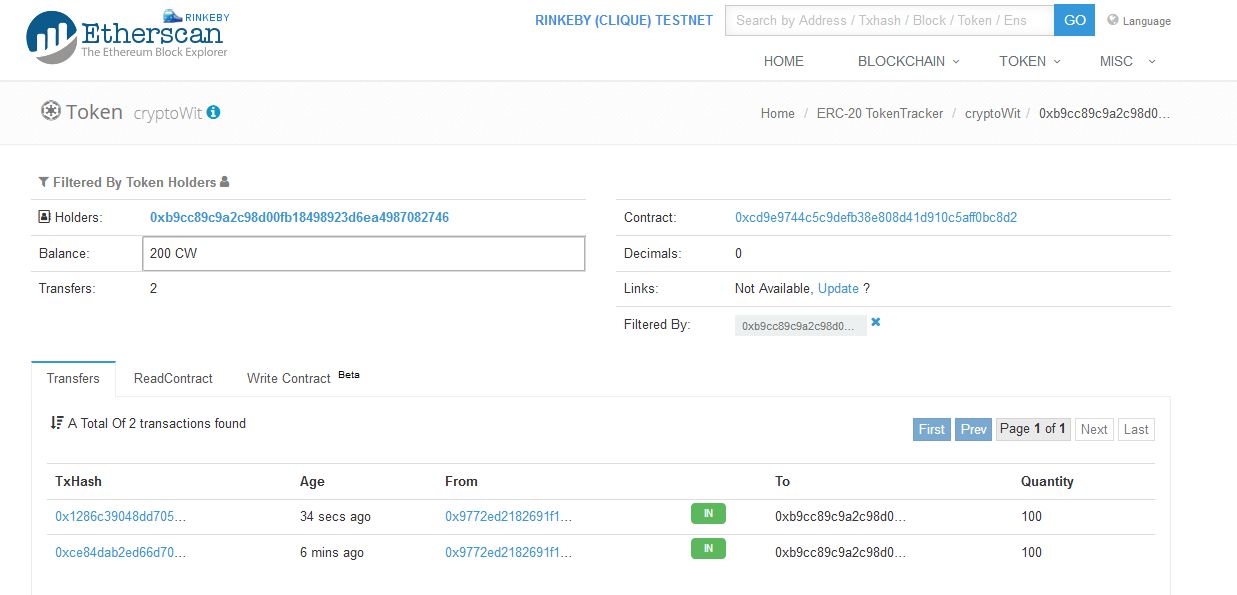 RINKEBY
Etherscan
The Ethereum Block Explorer
RINKEBY (CLIQUE) TESTNET
Search by Address / Txhash / Block / Token / Ens
GO
Language
HOME
BLOCKCHAIN
TOKEN
MISC
Token cryptoWit
Home / ERC-20 TokenTracker / cryptoWit / 0xb9cc89c9a2c98d0...
Filtered By Token Holders
Holders: 0xb9cc89c9a2c98d00fb18498923d6ea4987082746
Balance: 200 CW
Transfers: 2
Contract: 0xcd9e9744c5c9defb38e808d41d910c5aff0bc8d2
Decimals: 0
Links: Not Available, Update ?
Filtered By: 0xb9cc89c9a2c98d0...
Transfers ReadContract Write Contract Beta
A Total Of 2 transactions found
First Prev Page 1 of 1 Next Last
TxHash Age From To Quantity
0x1286c39048dd705... 34 secs ago 0x9772ed2182691f1... IN 0xb9cc89c9a2c98d0... 100
0xce84dab2ed66d70... 6 mins ago 0x9772ed2182691f1... IN 0xb9cc89c9a2c98d0... 100